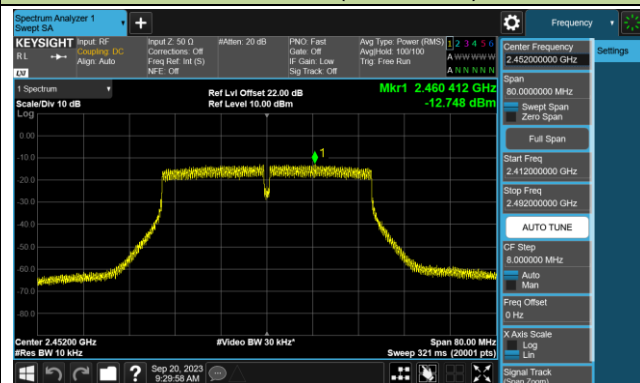 Spectrum Analyzer 1
Swept SA
Frequency
KEYSIGHT
RL
LXI
Input: RF
Coupling: DC
Align: Auto
Input Z: 50 Ω
Corrections: Off
Freq Ref: Int (S)
NFE: Off
#Atten: 20 dB
PNO: Fast
Gate: Off
IF Gain: Low
Sig Track: Off
Avg Type: Power (RMS)
Avg|Hold: 100/100
Trig: Free Run
1 2 3 4 5 6
A W W W W W
A N N N N N
1 Spectrum
Scale/Div 10 dB
Log
Ref Lvl Offset 22.00 dB
Ref Level 10.00 dBm
Mkr1 2.460 412 GHz
-12.748 dBm
1
0.00
-10.0
-20.0
-30.0
-40.0
-50.0
-60.0
-70.0
-80.0
Center 2.45200 GHz
#Res BW 10 kHz
#Video BW 30 kHz*
Span 80.00 MHz
Sweep 321 ms (20001 pts)
Center Frequency
2.452000000 GHz
Span
80.0000000 MHz
Swept Span
Zero Span
Full Span
Start Freq
2.412000000 GHz
Stop Freq
2.492000000 GHz
AUTO TUNE
CF Step
8.000000 MHz
Auto
Man
Freq Offset
0 Hz
X Axis Scale
Log
Lin
Signal Track
(Span Zoom)
Settings
?
Sep 20, 2023
9:29:58 AM